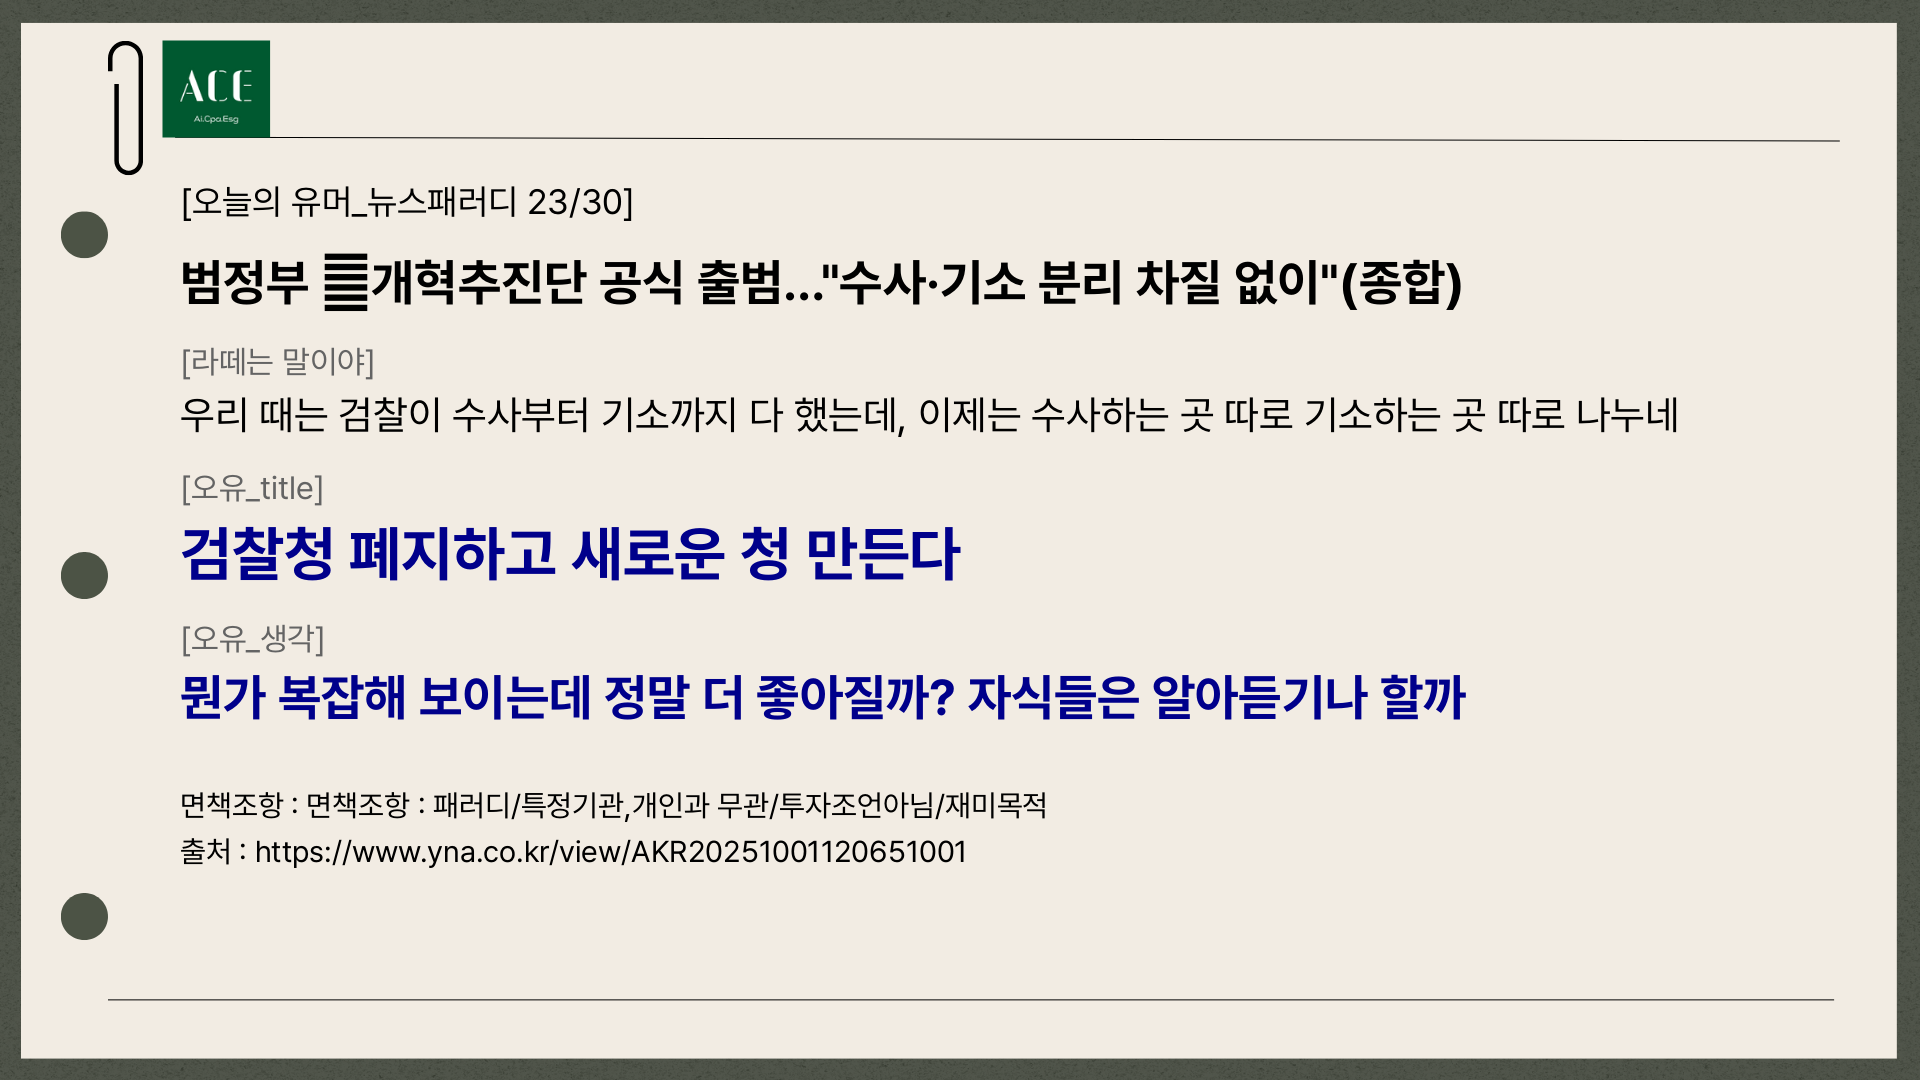 ACE
Ai.Cpa.Esg
[오늘의 유머_뉴스패러디 23/30]
범정부 개혁추진단 공식 출범..."수사·기소 분리 차질 없이"(종합)
[라떼는 말이야]
우리 때는 검찰이 수사부터 기소까지 다 했는데, 이제는 수사하는 곳 따로 기소하는 곳 따로 나누네
[오유_title]
검찰청 폐지하고 새로운 청 만든다
[오유_생각]
뭔가 복잡해 보이는데 정말 더 좋아질까? 자식들은 알아듣기나 할까
면책조항 : 면책조항 : 패러디/특정기관,개인과 무관/투자조언아님/재미목적
출처 : https://www.yna.co.kr/view/AKR20251001120651001